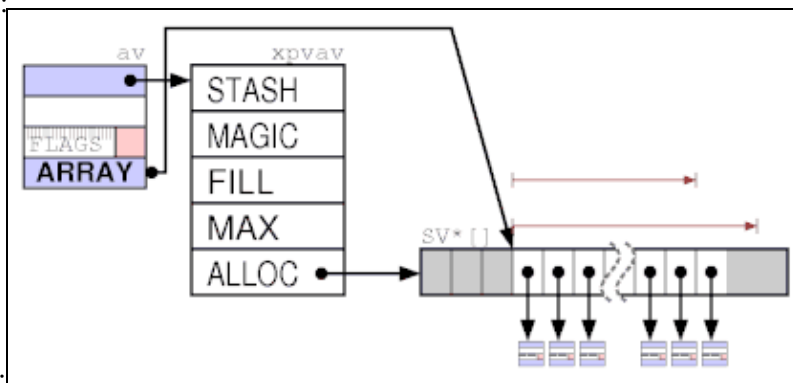 av
xpvav
STASH
MAGIC
FLAGS
ARRAY
FILL
MAX
SV*[]
ALLOC